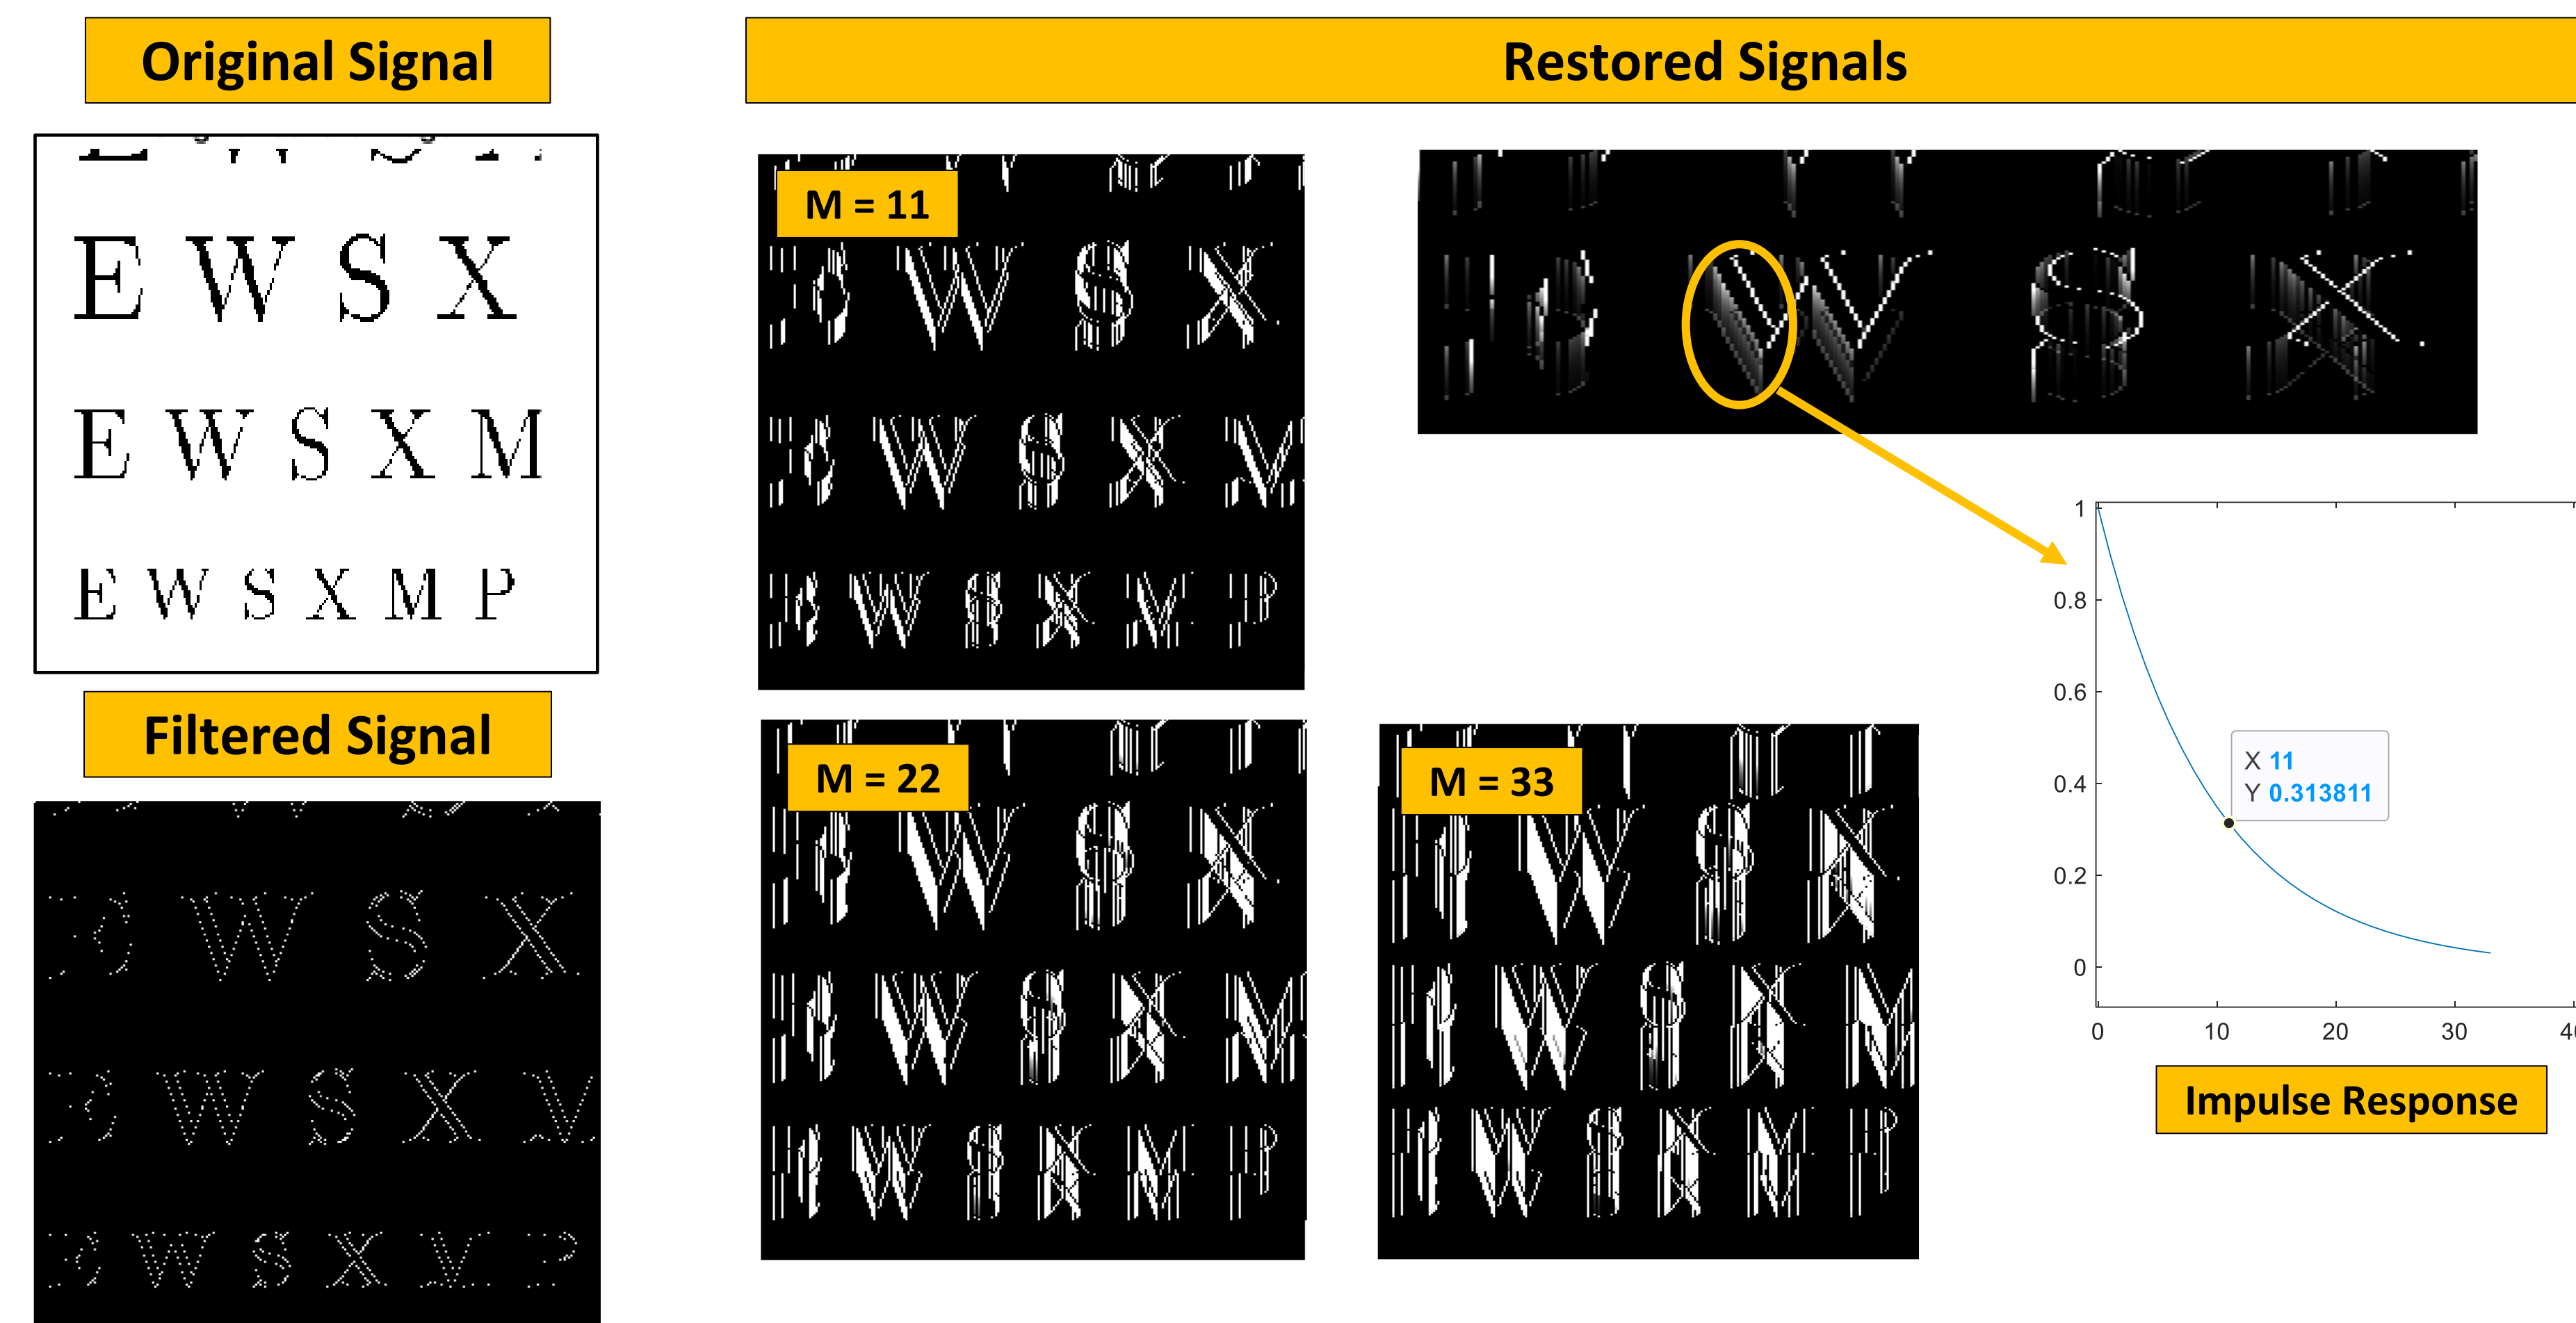 Original Signal
E W S X
E W S X M
E W S X M P
Filtered Signal
E W S X
E W S X
E W S X P
Restored Signals
M = 11
W S X
W S X
W S X P
W S X
M = 22
W S X
W S X M
W S X M P
M = 33
W S X
W S X M
W S X M P
1
0.8
0.6
0.4
0.2
0
X 11
Y 0.313811
0 10 20 30
Impulse Response